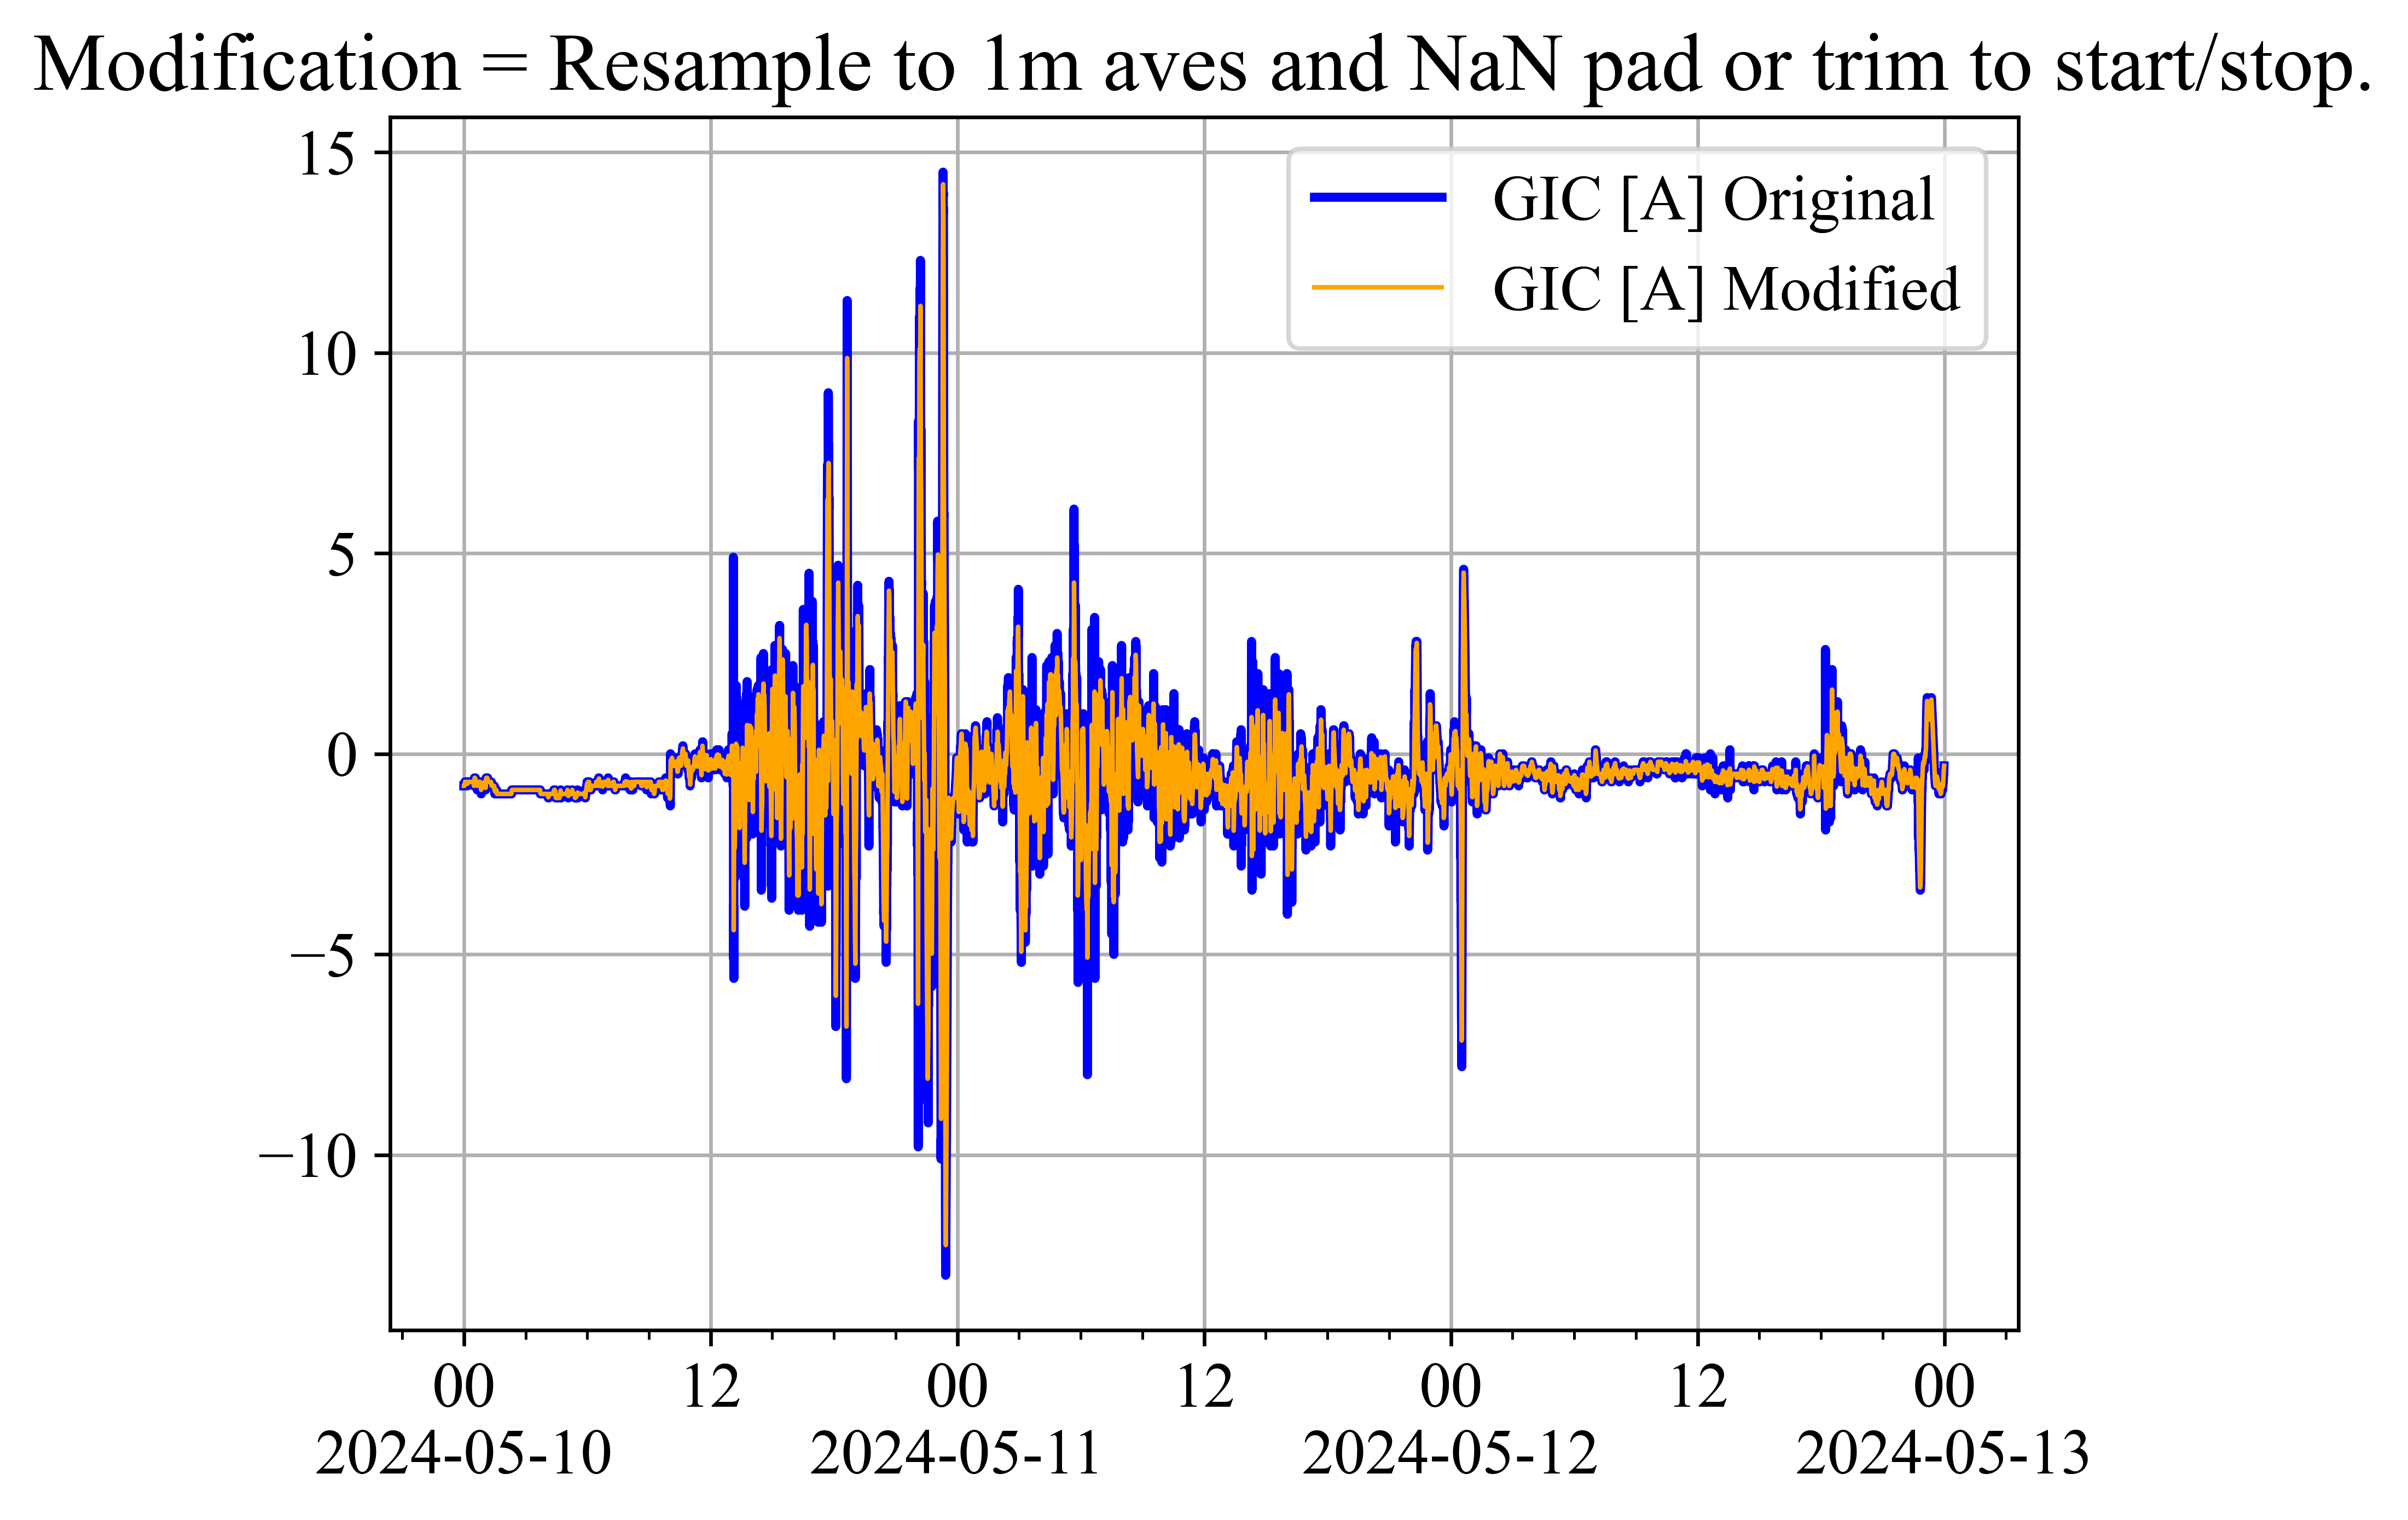 Modification = Resample to 1m aves and NaN pad or trim to start/stop.
GIC [A] Original
GIC [A] Modified
15
10
5
0
−5
−10
00 12 00 12 00 12 00
2024-05-10 2024-05-11 2024-05-12 2024-05-13